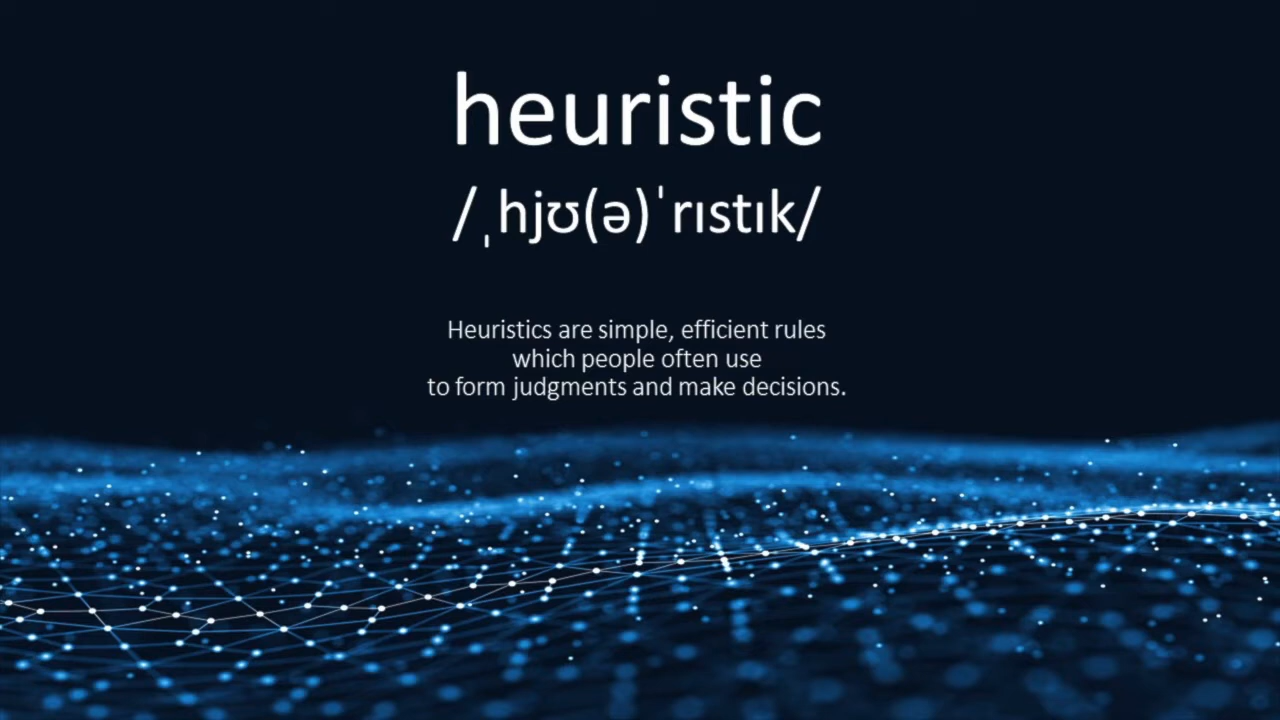 heuristic
/ˌhjʊ(ə)ˈrɪstɪk/
Heuristics are simple, efficient rules
which people often use
to form judgments and make decisions.